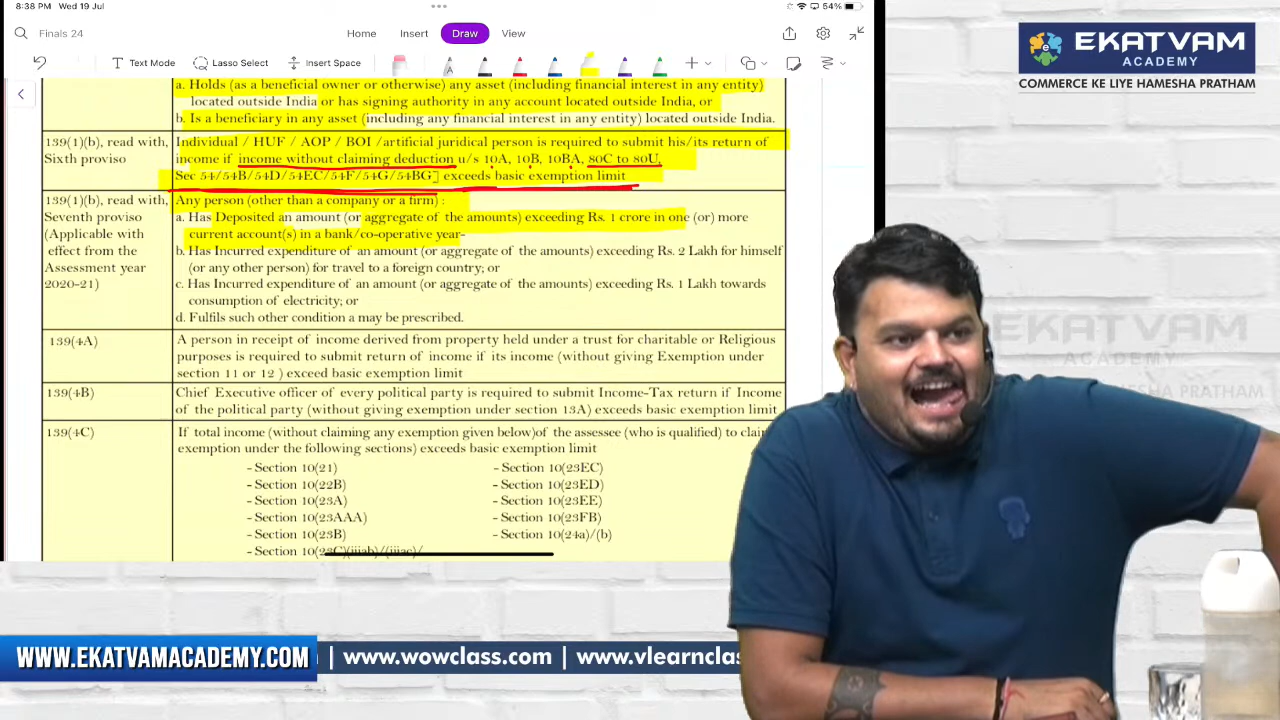 8:38 PM Wed 19 Jul
54%
Finals 24
Home Insert Draw View
Text Mode Lasso Select Insert Space
EKATVAM
ACADEMY
COMMERCE KE LIYE HAMESHA PRATHAM
a. Holds (as a beneficial owner or otherwise) any asset (including financial interest in any entity)
located outside India or has signing authority in any account located outside India, or
b. Is a beneficiary in any asset (including any financial interest in any entity) located outside India.
139(1)(b), read with,
Sixth proviso
Individual / HUF / AOP / BOI /artificial juridical person is required to submit his/its return of
income if income without claiming deduction u/s 10A, 10B, 10BA, 80C to 80U,
Sec 54/54B/54D/54EC/54F/54G/54BG] exceeds basic exemption limit
139(1)(b), read with,
Seventh proviso
(Applicable with
effect from the
Assessment year
2020-21)
Any person (other than a company or a firm) :
a. Has Deposited an amount (or aggregate of the amounts) exceeding Rs. 1 crore in one (or) more
current account(s) in a bank/co-operative year-
b. Has Incurred expenditure of an amount (or aggregate of the amounts) exceeding Rs. 2 Lakh for himself
(or any other person) for travel to a foreign country; or
c. Has Incurred expenditure of an amount (or aggregate of the amounts) exceeding Rs. 1 Lakh towards
consumption of electricity; or
d. Fulfils such other condition a may be prescribed.
139(4A)
A person in receipt of income derived from property held under a trust for charitable or Religious
purposes is required to submit return of income if its income (without giving Exemption under
section 11 or 12 ) exceed basic exemption limit
139(4B)
Chief Executive officer of every political party is required to submit Income-Tax return if Income
of the political party (without giving exemption under section 13A) exceeds basic exemption limit
139(4C)
If total income (without claiming any exemption given below)of the assessee (who is qualified) to claim
exemption under the following sections) exceeds basic exemption limit
- Section 10(21)
- Section 10(22B)
- Section 10(23A)
- Section 10(23AAA)
- Section 10(23B)
- Section 10(23C)(iiiab)/(iiiac)/
- Section 10(23EC)
- Section 10(23ED)
- Section 10(23EE)
- Section 10(23FB)
- Section 10(24a)/(b)
EKATVAM
ACADEMY
HAMESHA PRATHAM
WWW.EKATVAMACADEMY.COM | www.wowclass.com | www.vlearnclas